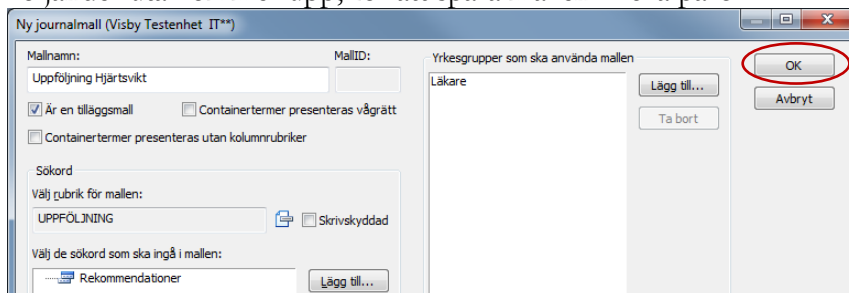 Ny journalmall (Visby Testenhet IT**)
Mallnamn:
MallID:
Uppföljning Hjärtsvikt
Är en tilläggsmall
Containertermer presenteras vågrätt
Containertermer presenteras utan kolumnrubriker
Sökord
Välj rubrik för mallen:
UPPFÖLJNING
Skrivskyddad
Välj de sökord som ska ingå i mallen:
Rekommendationer
Lägg till...
Yrkesgrupper som ska använda mallen
Läkare
Lägg till...
Ta bort
OK
Avbryt